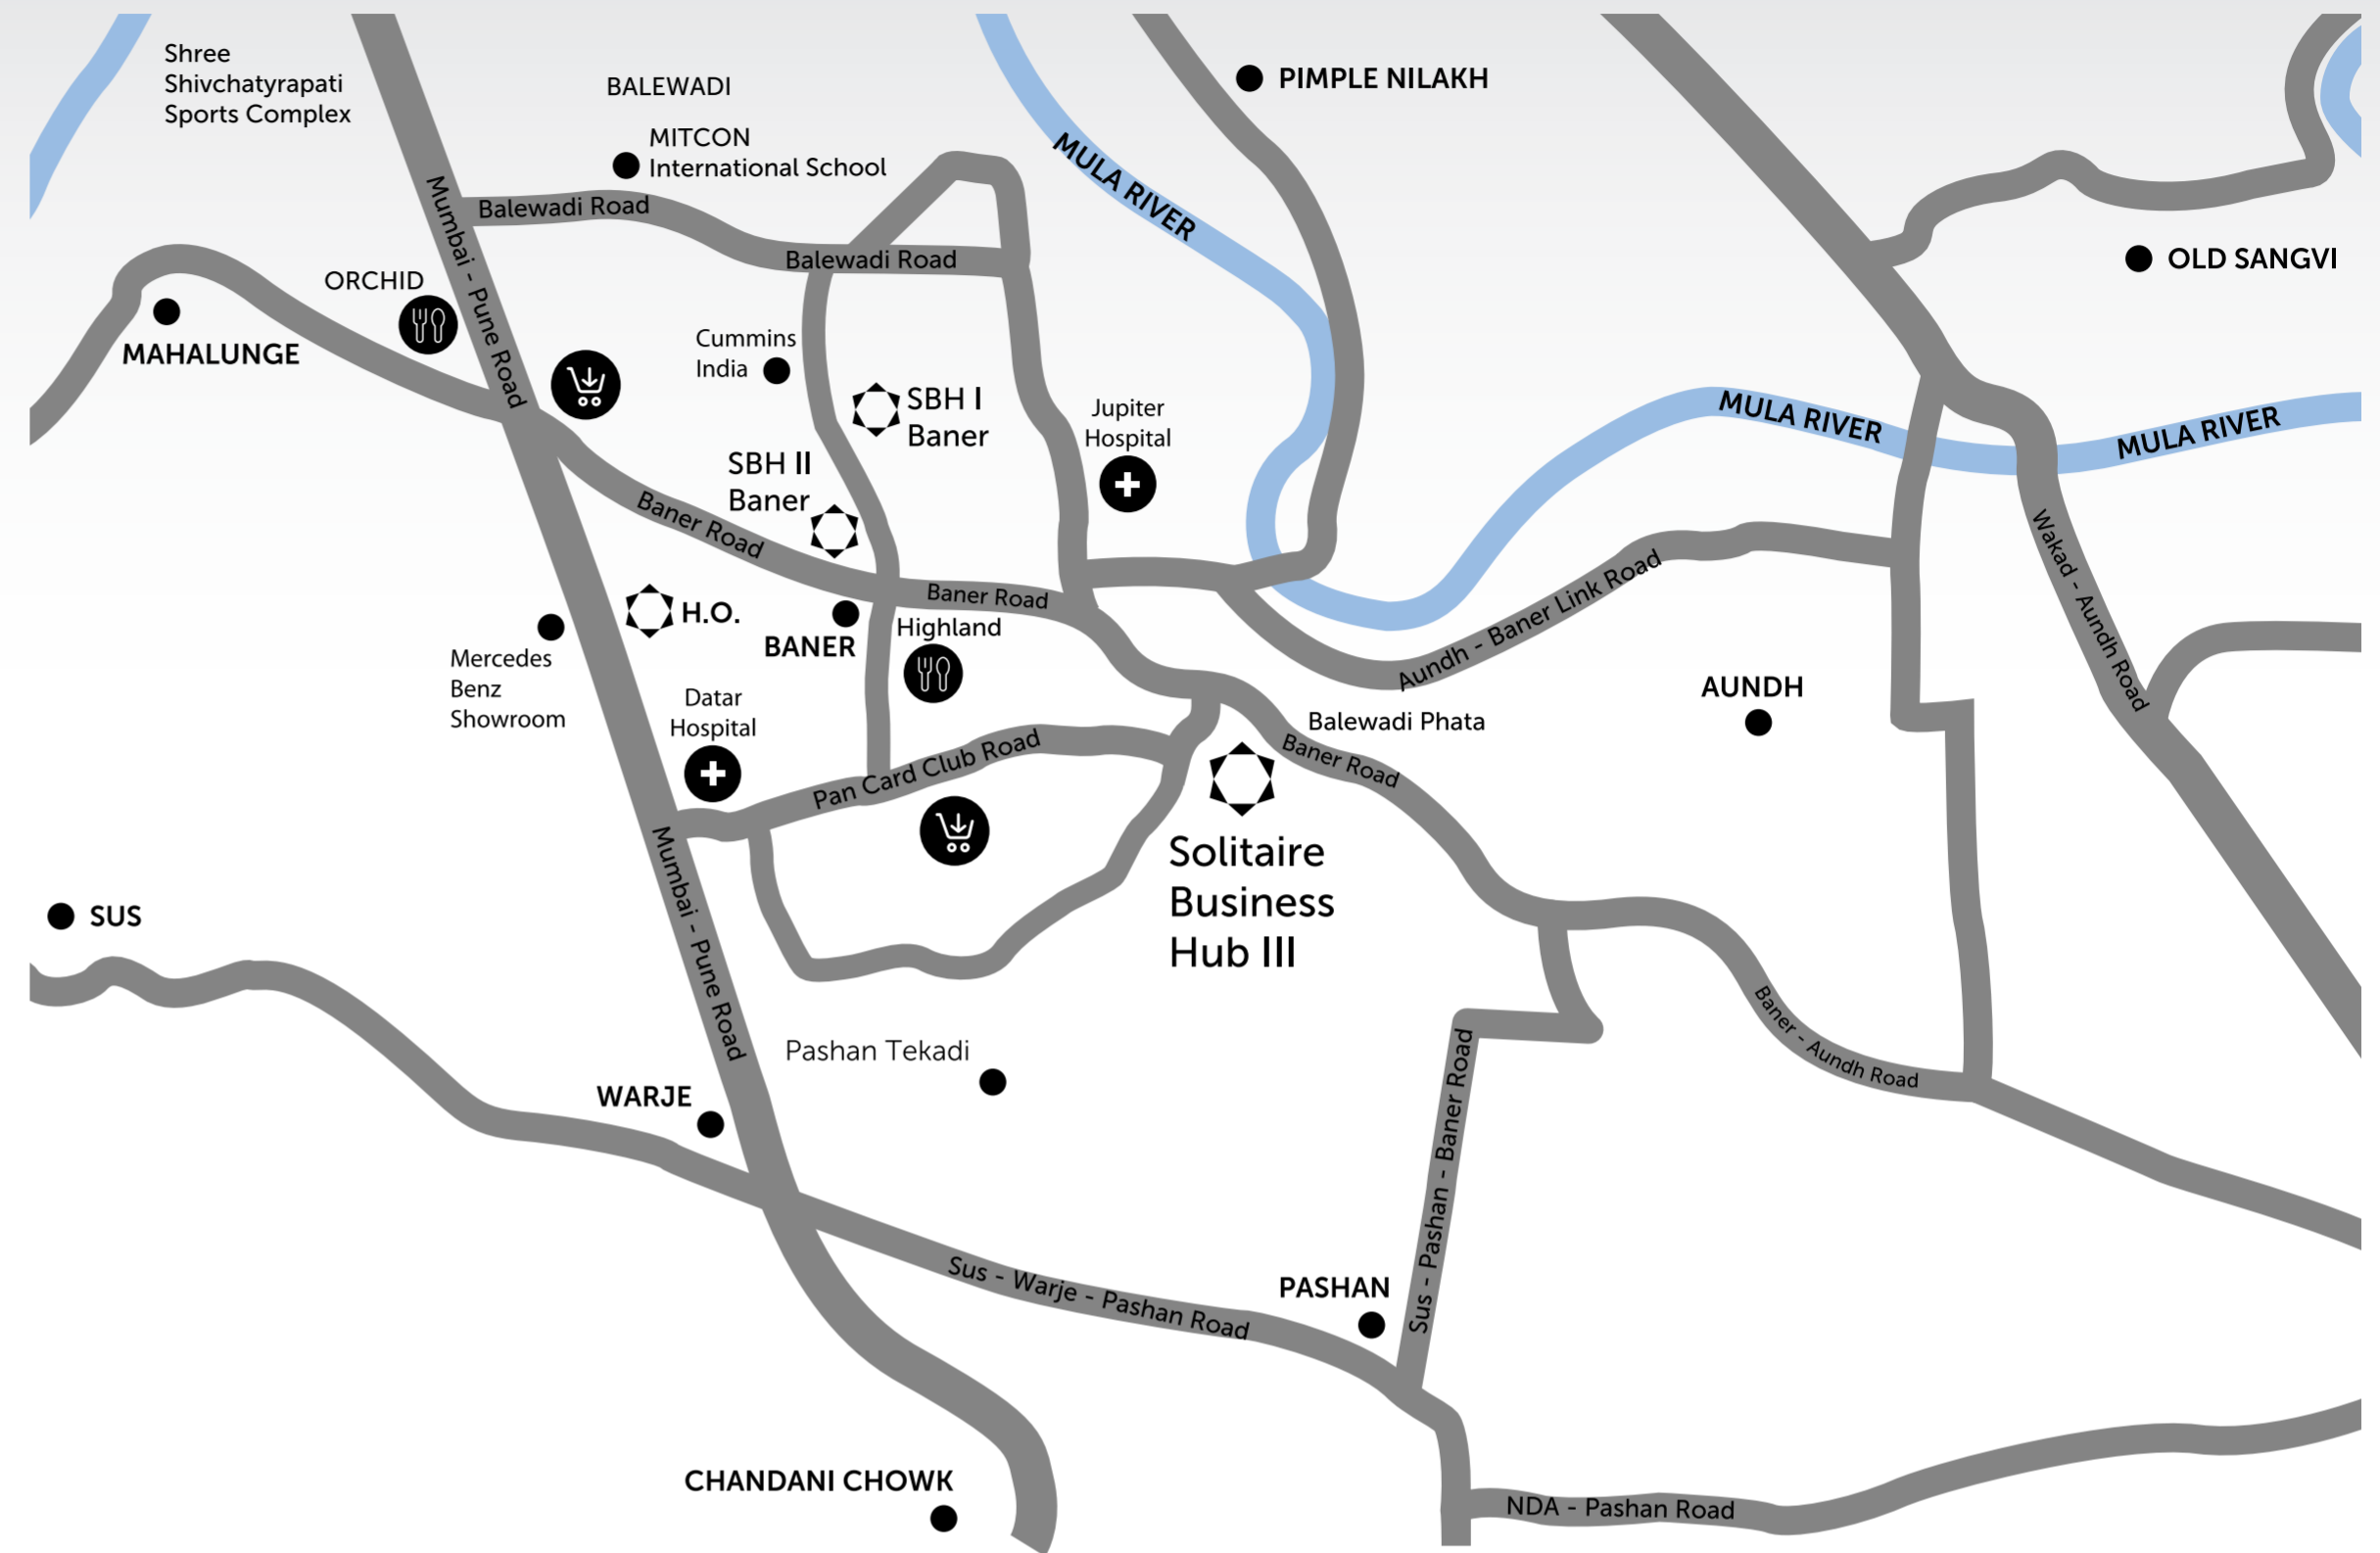 Shree
Shivchatyrapati
Sports Complex
BALEWADI
MITCON
International School
PIMPLE NILAKH
MULA RIVER
Mumbai - Pune Road
Balewadi Road
Balewadi Road
OLD SANGVI
ORCHID
MAHALUNGE
Cummins
India
SBH I
Baner
Jupiter
Hospital
MULA RIVER
MULA RIVER
SBH II
Baner
Baner Road
Wakad - Aundh Road
Aundh - Baner Link Road
H.O.
Baner Road
BANER
Highland
Mercedes
Benz
Showroom
Datar
Hospital
AUNDH
Balewadi Phata
Baner Road
Pan Card Club Road
Solitaire
Business
Hub III
Mumbai - Pune Road
SUS
Baner - Aundh Road
Pashan Tekadi
WARJE
Sus - Pashan - Baner Road
Sus - Warje - Pashan Road
PASHAN
CHANDANI CHOWK
NDA - Pashan Road